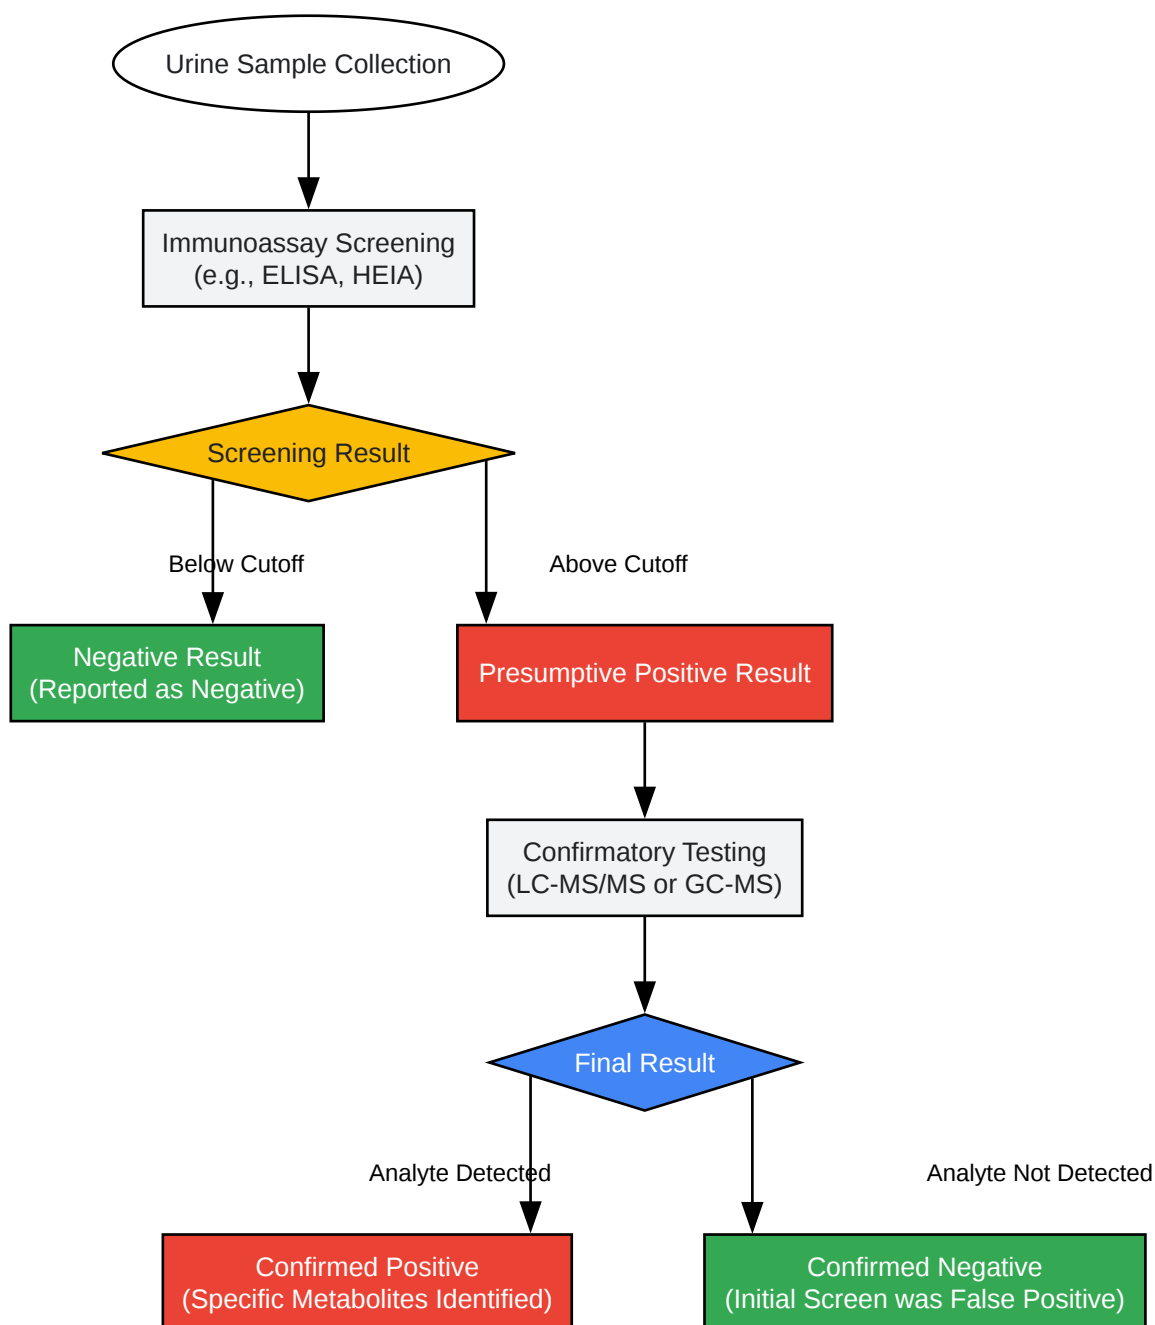 Urine Sample Collection
Immunoassay Screening
(e.g., ELISA, HEIA)
Screening Result
Below Cutoff
Above Cutoff
Negative Result
(Reported as Negative)
Presumptive Positive Result
Confirmatory Testing
(LC-MS/MS or GC-MS)
Final Result
Analyte Detected
Analyte Not Detected
Confirmed Positive
(Specific Metabolites Identified)
Confirmed Negative
(Initial Screen was False Positive)